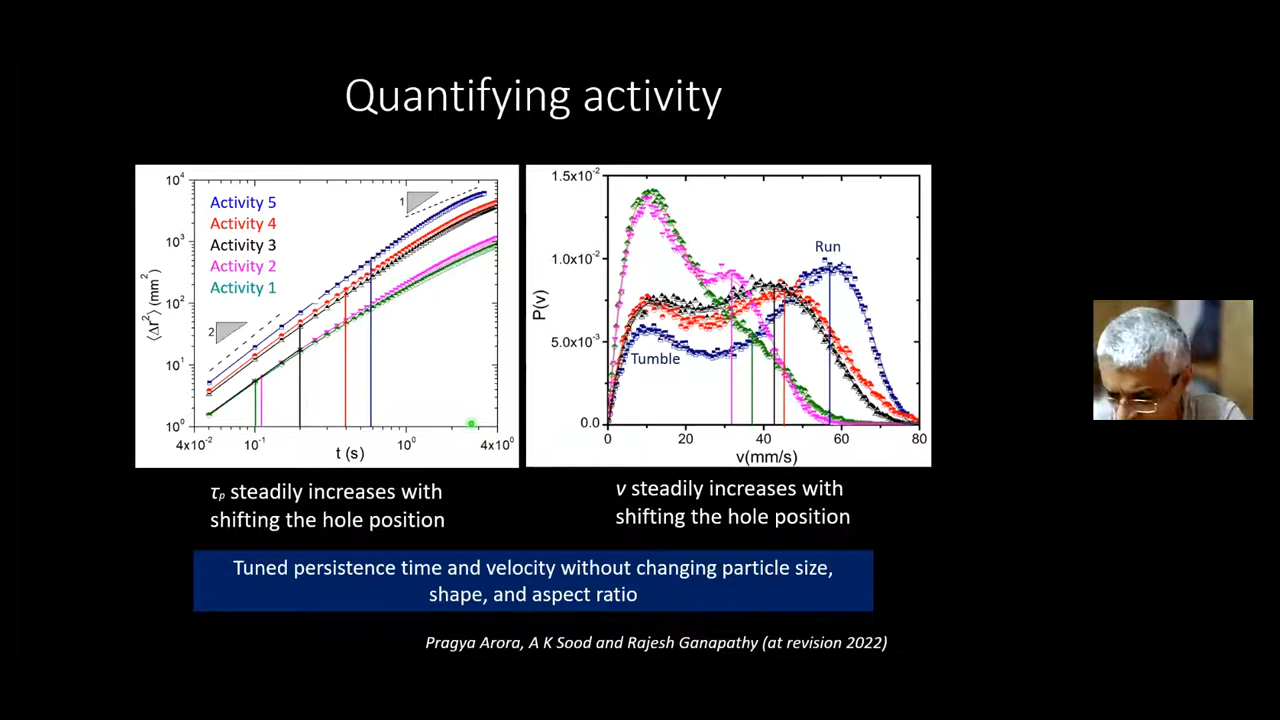 Quantifying activity
10⁴
10³
10²
10¹
10⁰
⟨Δr²⟩ (mm²)
Activity 5
Activity 4
Activity 3
Activity 2
Activity 1
1
2
4x10⁻²
10⁻¹
10⁰
4x10⁰
t (s)
1.5x10⁻²
1.0x10⁻²
5.0x10⁻³
0.0
P(v)
Run
Tumble
0
20
40
60
80
v(mm/s)
τₚ steadily increases with
shifting the hole position
v steadily increases with
shifting the hole position
Tuned persistence time and velocity without changing particle size,
shape, and aspect ratio
Pragya Arora, A K Sood and Rajesh Ganapathy (at revision 2022)